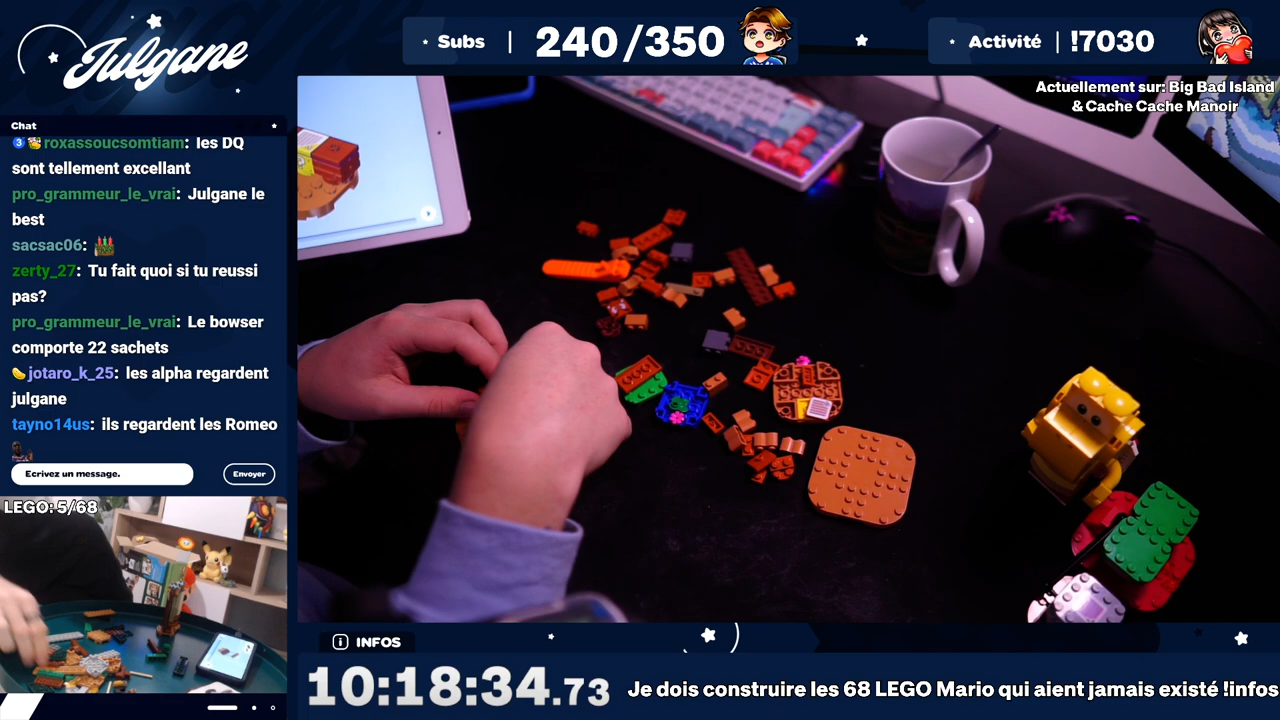 Julgane
Subs | 240/350
Activité | !7030
Actuellement sur: Big Bad Island
& Cache Cache Manoir
Chat
3 roxassoucsomtiam: les DQ
sont tellement excellant
pro_grammeur_le_vrai: Julgane le
best
sacsac06:
zerty_27: Tu fait quoi si tu reussi
pas?
pro_grammeur_le_vrai: Le bowser
comporte 22 sachets
jotaro_k_25: les alpha regardent
julgane
tayno14us: ils regardent les Romeo
Ecrivez un message.
Envoyer
LEGO: 5/68
INFOS
10:18:34.73
Je dois construire les 68 LEGO Mario qui aient jamais existé !infos